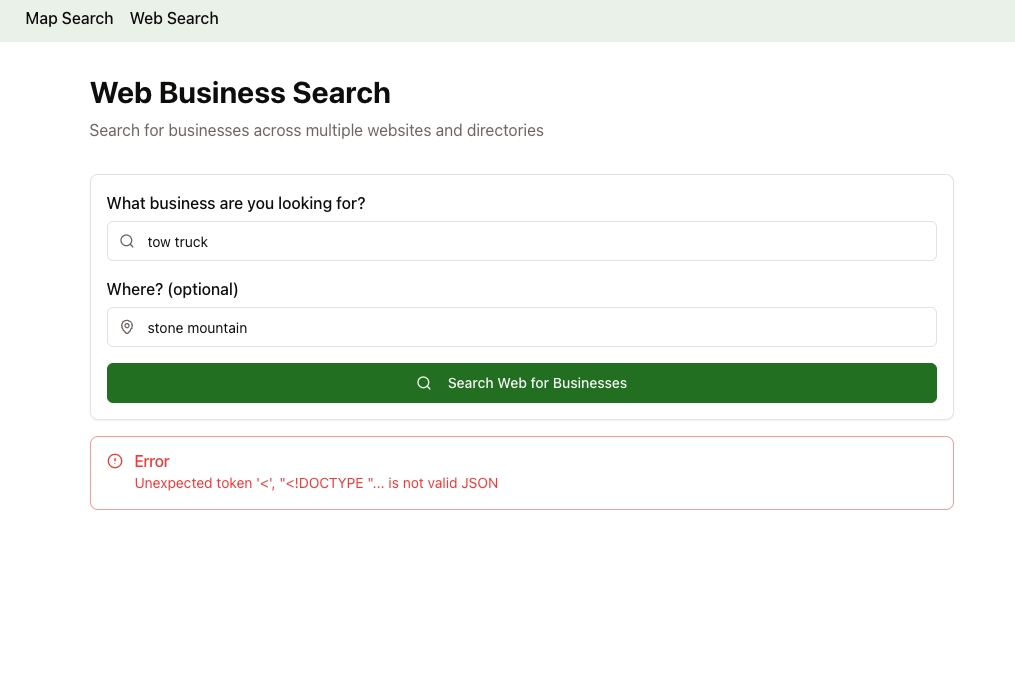 Map Search Web Search
Web Business Search
Search for businesses across multiple websites and directories
What business are you looking for?
tow truck
Where? (optional)
stone mountain
Search Web for Businesses
Error
Unexpected token '<', "<!DOCTYPE "... is not valid JSON